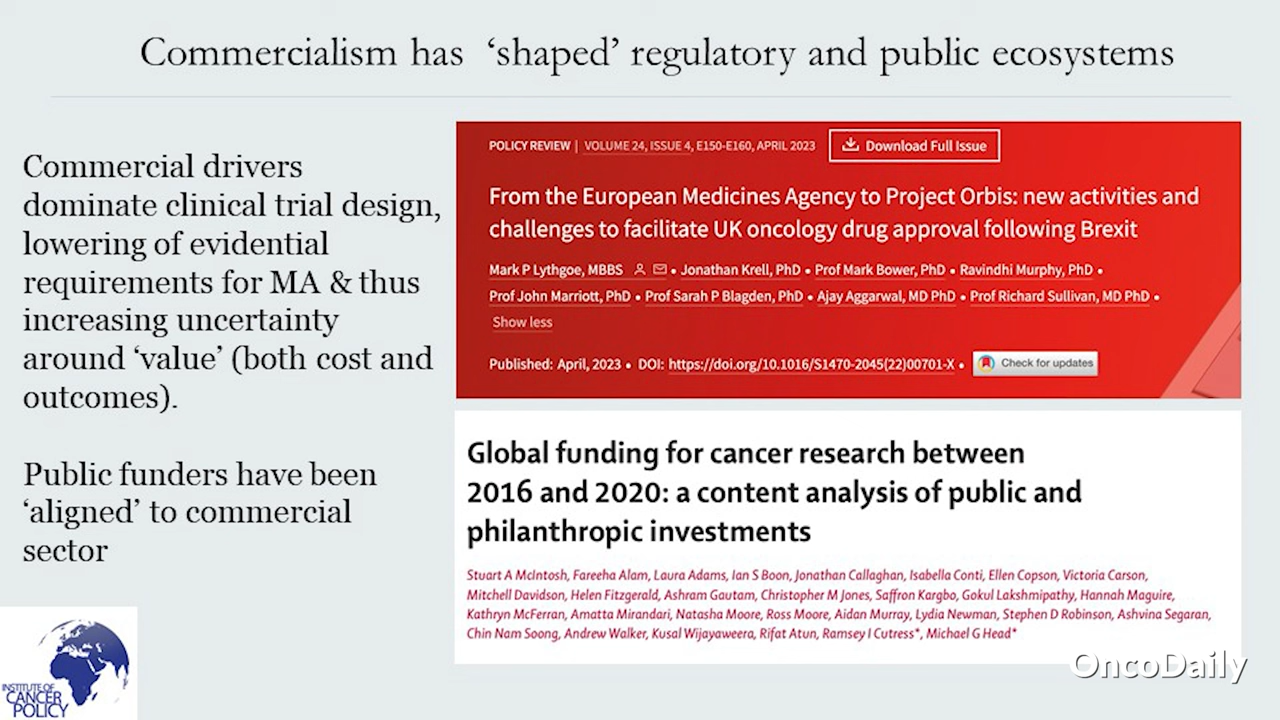 Commercialism has ‘shaped’ regulatory and public ecosystems
Commercial drivers
dominate clinical trial design,
lowering of evidential
requirements for MA & thus
increasing uncertainty
around ‘value’ (both cost and
outcomes).
Public funders have been
‘aligned’ to commercial
sector
POLICY REVIEW | VOLUME 24, ISSUE 4, E150-E160, APRIL 2023 Download Full Issue
From the European Medicines Agency to Project Orbis: new activities and
challenges to facilitate UK oncology drug approval following Brexit
Mark P Lythgoe, MBBS • Jonathan Krell, PhD • Prof Mark Bower, PhD • Ravindhi Murphy, PhD •
Prof John Marriott, PhD • Prof Sarah P Blagden, PhD • Ajay Aggarwal, MD PhD • Prof Richard Sullivan, MD PhD •
Show less
Published: April, 2023 • DOI: https://doi.org/10.1016/S1470-2045(22)00701-X • Check for updates
Global funding for cancer research between
2016 and 2020: a content analysis of public and
philanthropic investments
Stuart A McIntosh, Fareeha Alam, Laura Adams, Ian S Boon, Jonathan Callaghan, Isabella Conti, Ellen Copson, Victoria Carson,
Mitchell Davidson, Helen Fitzgerald, Ashram Gautam, Christopher M Jones, Saffron Kargbo, Gokul Lakshmipathy, Hannah Maguire,
Kathryn McFerran, Amatta Mirandari, Natasha Moore, Ross Moore, Aidan Murray, Lydia Newman, Stephen D Robinson, Ashvina Segaran,
Chin Nam Soong, Andrew Walker, Kusal Wijayaweera, Rifat Atun, Ramsey I Cutress*, Michael G Head*
INSTITUTE OF
CANCER
POLICY
OncoDaily